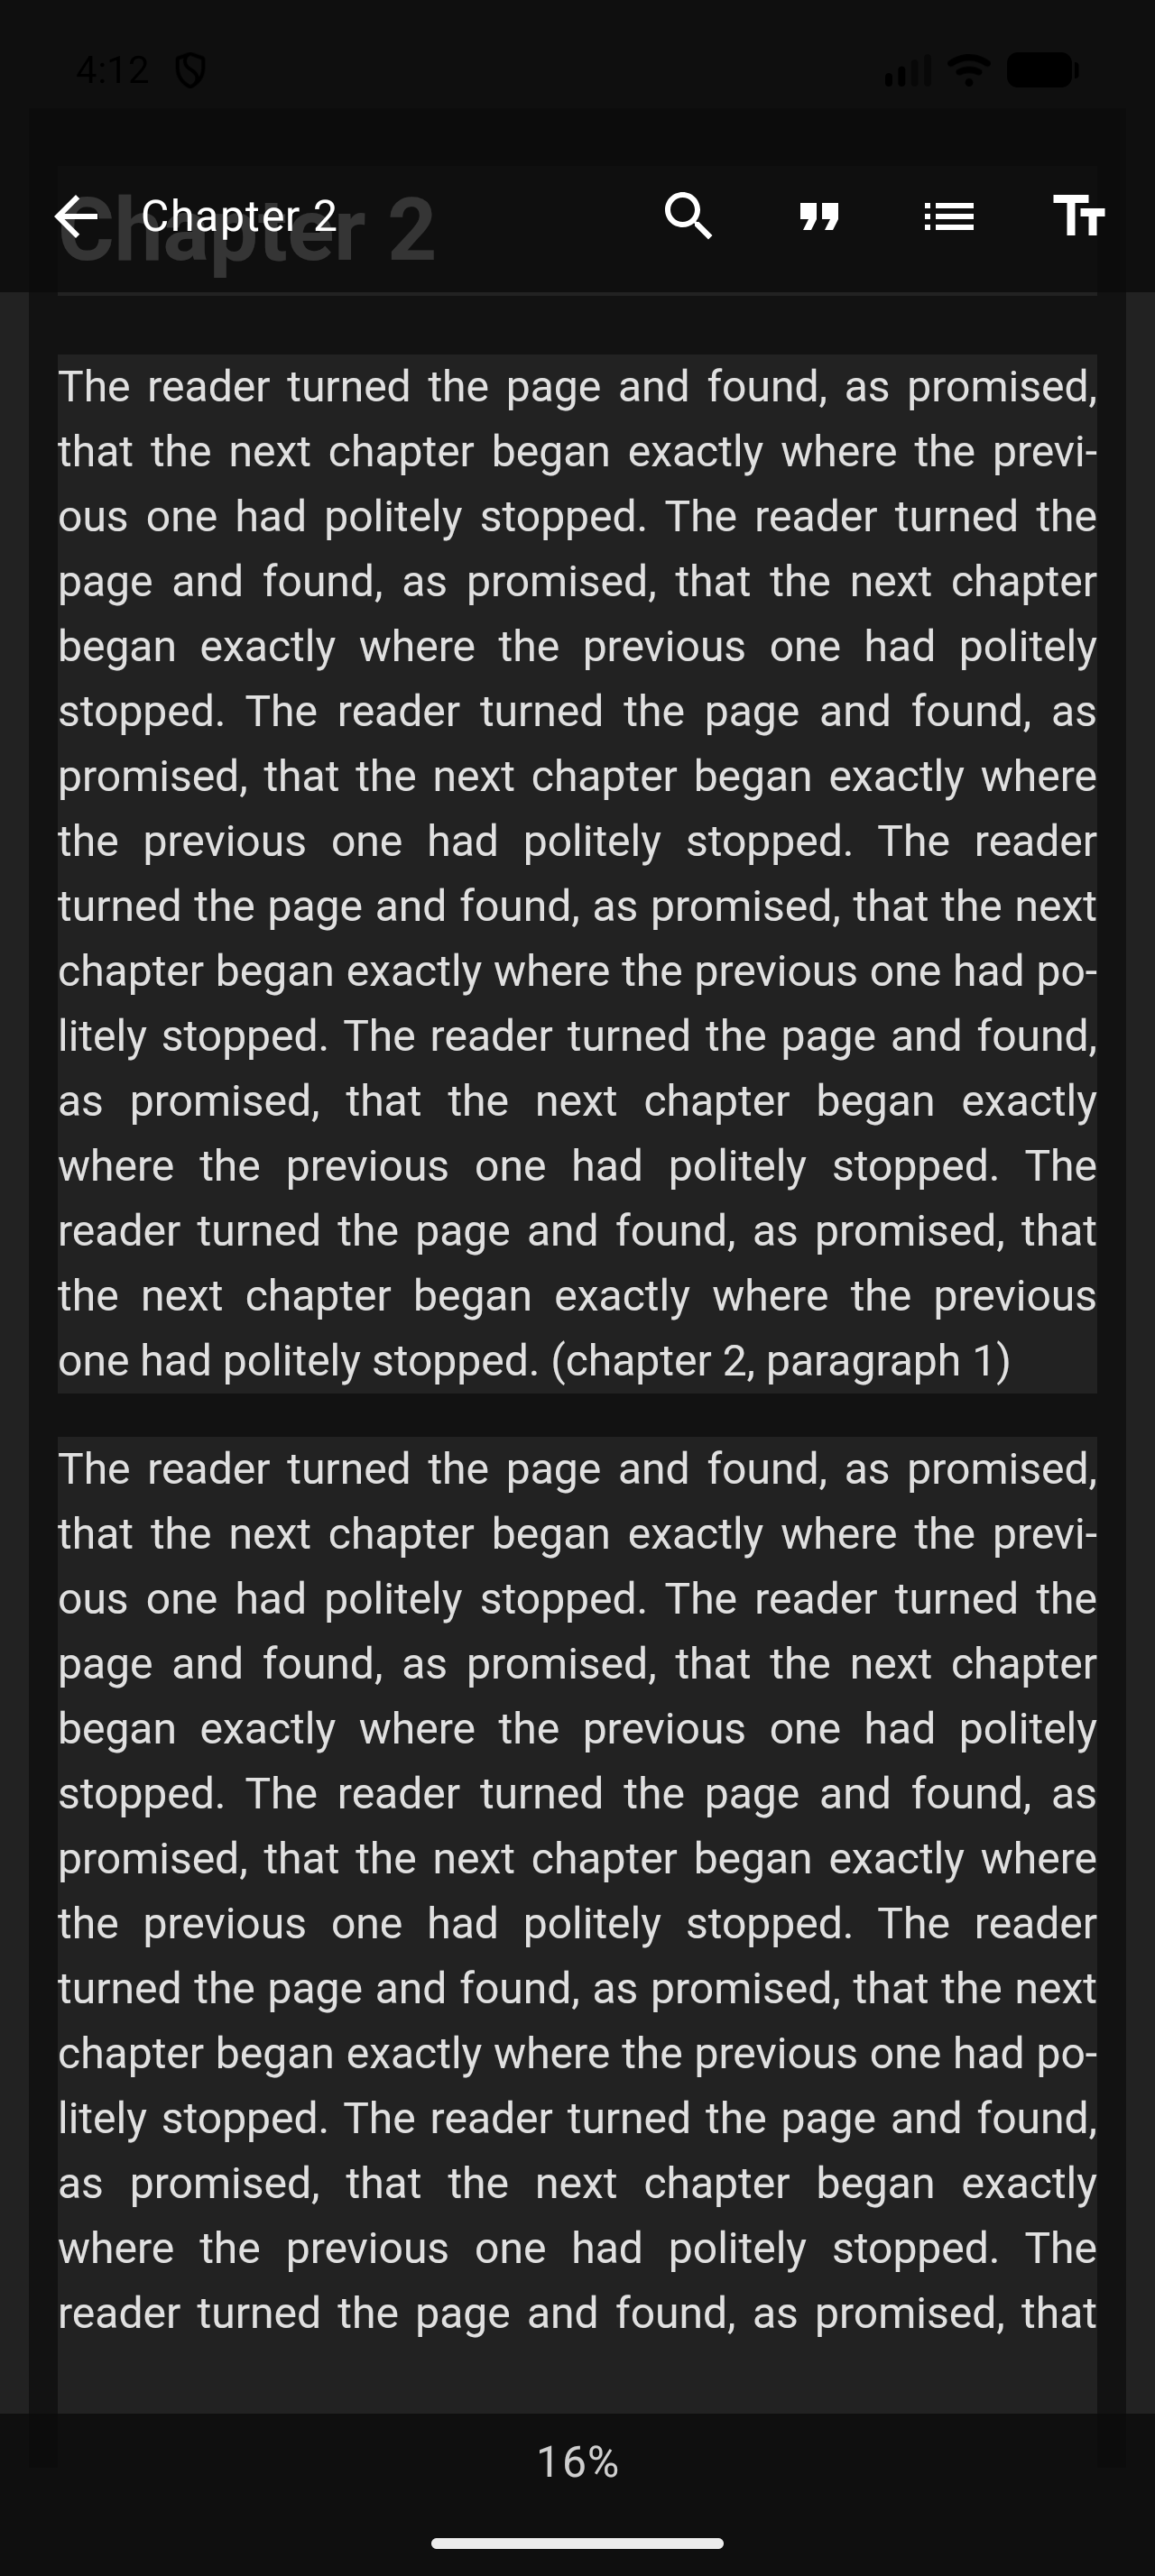 4:12
Chapter 2
Chapter 2
The reader turned the page and found, as promised,
that the next chapter began exactly where the previ-
ous one had politely stopped. The reader turned the
page and found, as promised, that the next chapter
began exactly where the previous one had politely
stopped. The reader turned the page and found, as
promised, that the next chapter began exactly where
the previous one had politely stopped. The reader
turned the page and found, as promised, that the next
chapter began exactly where the previous one had po-
litely stopped. The reader turned the page and found,
as promised, that the next chapter began exactly
where the previous one had politely stopped. The
reader turned the page and found, as promised, that
the next chapter began exactly where the previous
one had politely stopped. (chapter 2, paragraph 1)
The reader turned the page and found, as promised,
that the next chapter began exactly where the previ-
ous one had politely stopped. The reader turned the
page and found, as promised, that the next chapter
began exactly where the previous one had politely
stopped. The reader turned the page and found, as
promised, that the next chapter began exactly where
the previous one had politely stopped. The reader
turned the page and found, as promised, that the next
chapter began exactly where the previous one had po-
litely stopped. The reader turned the page and found,
as promised, that the next chapter began exactly
where the previous one had politely stopped. The
reader turned the page and found, as promised, that
16%